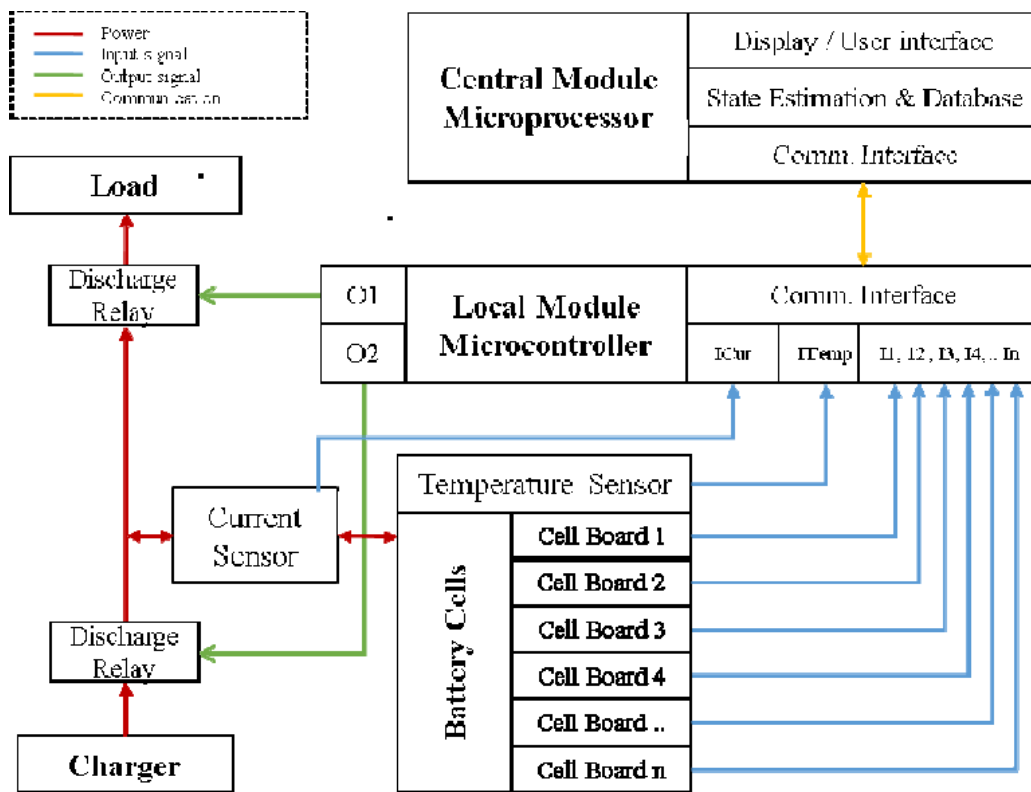 Power
Input signal
Output signal
Communication
Display / User interface
Central Module
Microprocessor
State Estimation & Database
Comm. Interface
Load
Discharge
Relay
O1
Local Module
Microcontroller
Comm. Interface
O2
ICur
ITemp
I1, I2, I3, I4, .. In
Temperature Sensor
Current
Sensor
Battery Cells
Cell Board 1
Cell Board 2
Cell Board 3
Cell Board 4
Cell Board ..
Cell Board n
Discharge
Relay
Charger